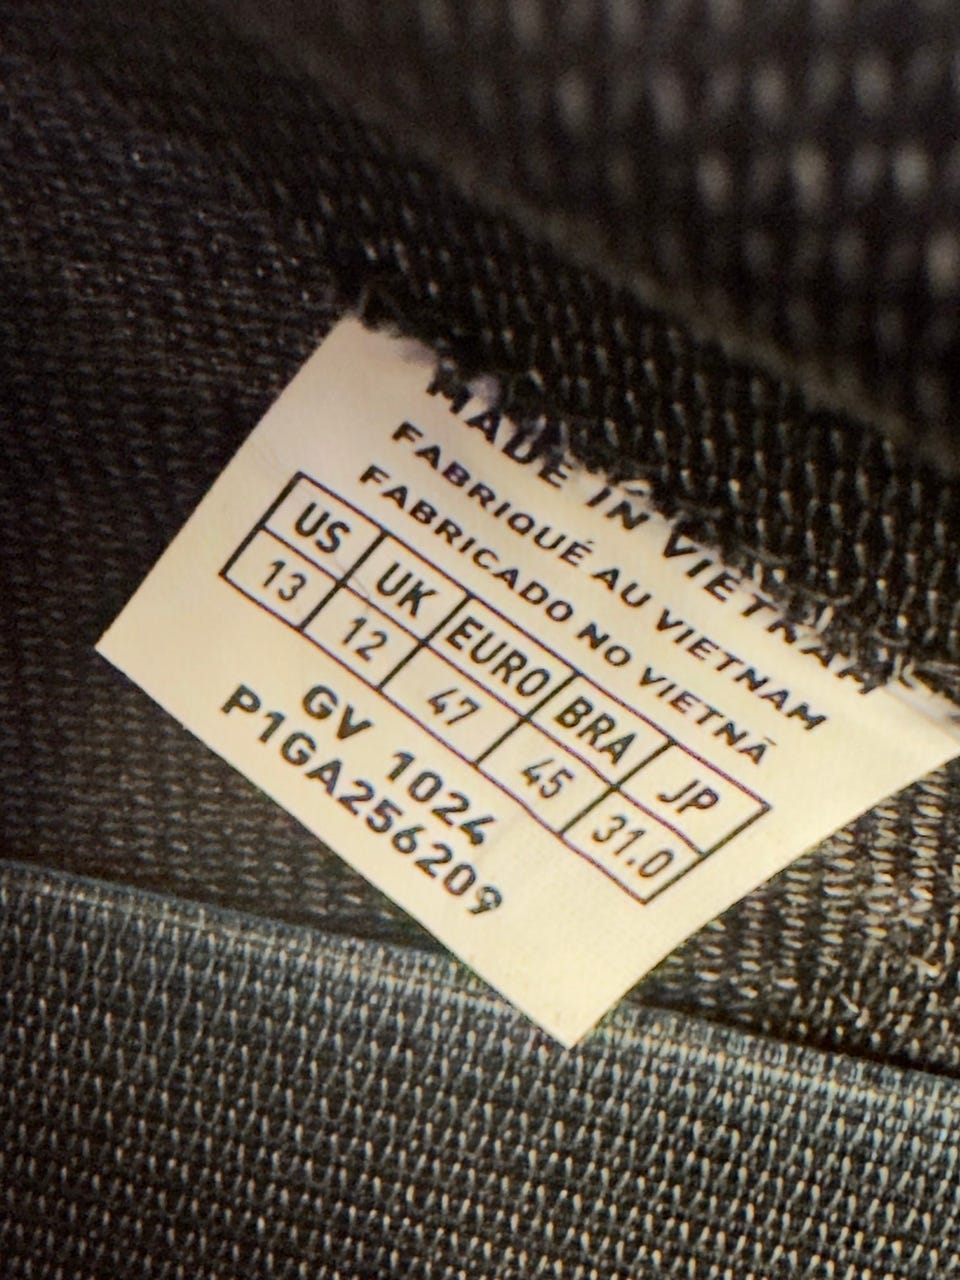 MADE IN VIETNAM
FABRIQUÉ AU VIETNAM
FABRICADO NO VIETNÃ
US UK EURO BRA JP
13 12 47 45 31.0
GV 1024
P1GA256209